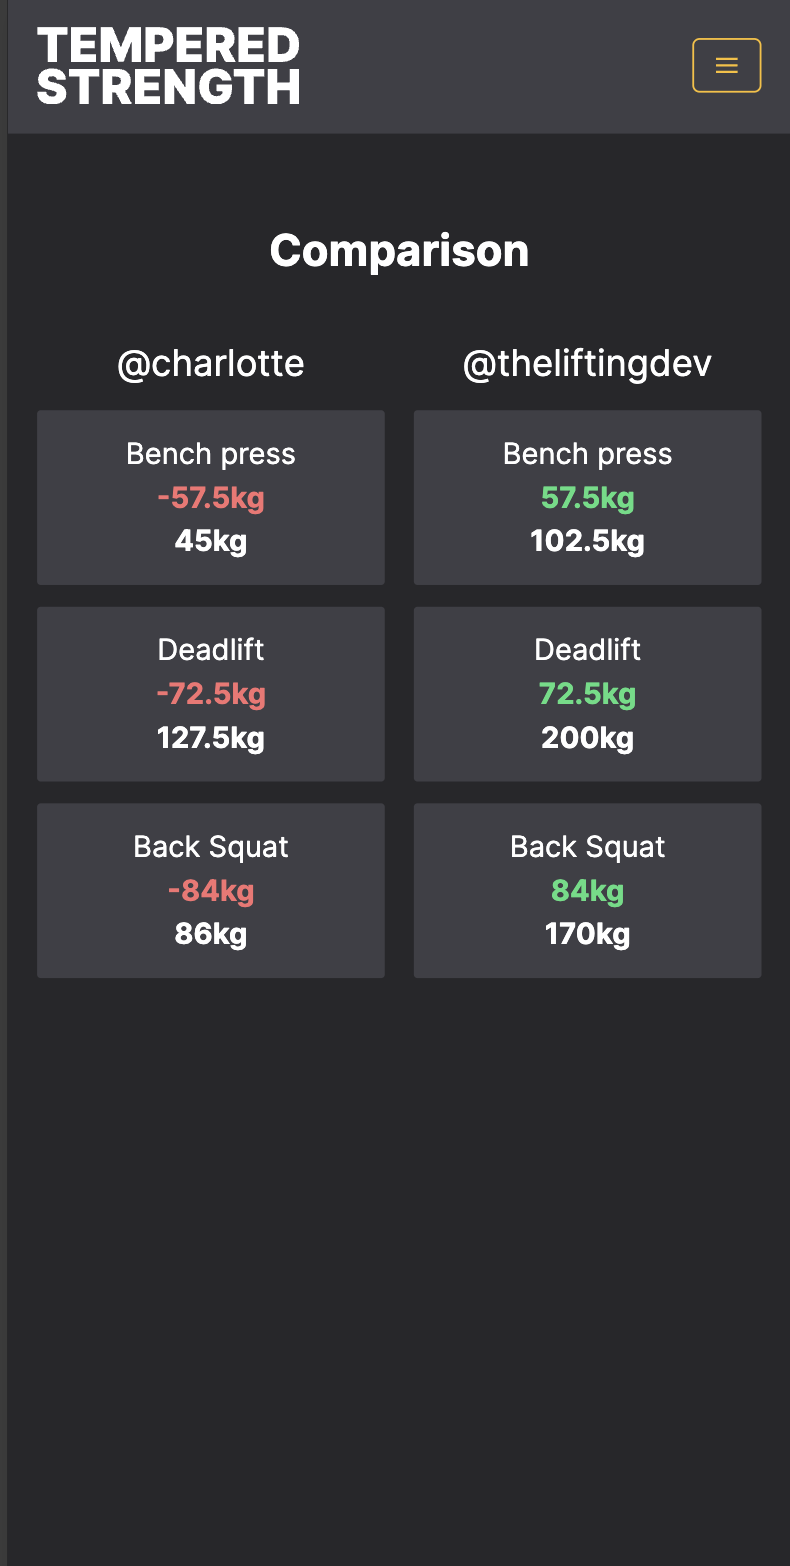 TEMPERED
STRENGTH
Comparison
@charlotte
@theliftingdev
Bench press
-57.5kg
45kg
Bench press
57.5kg
102.5kg
Deadlift
-72.5kg
127.5kg
Deadlift
72.5kg
200kg
Back Squat
-84kg
86kg
Back Squat
84kg
170kg